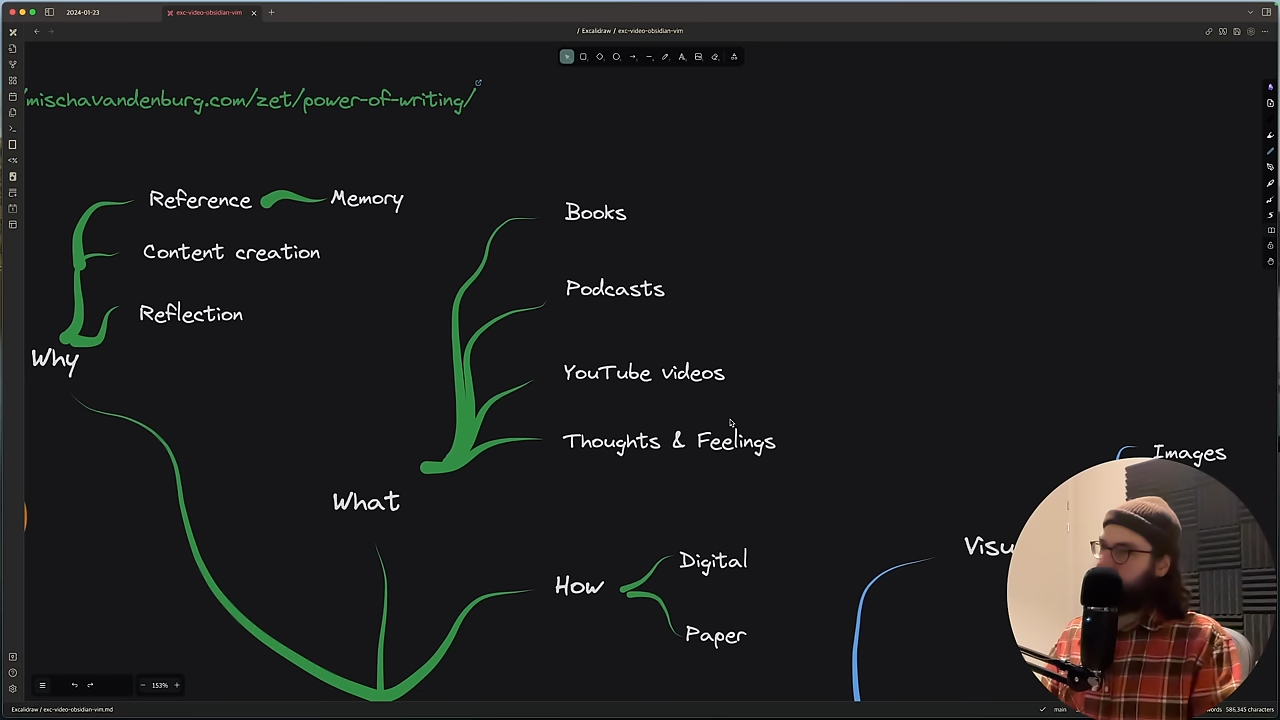 2024-01-23
exc-video-obsidian-vim
/ Excalidraw / exc-video-obsidian-vim
/mischavandenburg.com/zet/power-of-writing/
Reference
Memory
Content creation
Reflection
Why
Books
Podcasts
YouTube videos
Thoughts & Feelings
What
How
Digital
Paper
Images
Visu
153%
Excalidraw / exc-video-obsidian-vim.md
main
words
586,345 characters